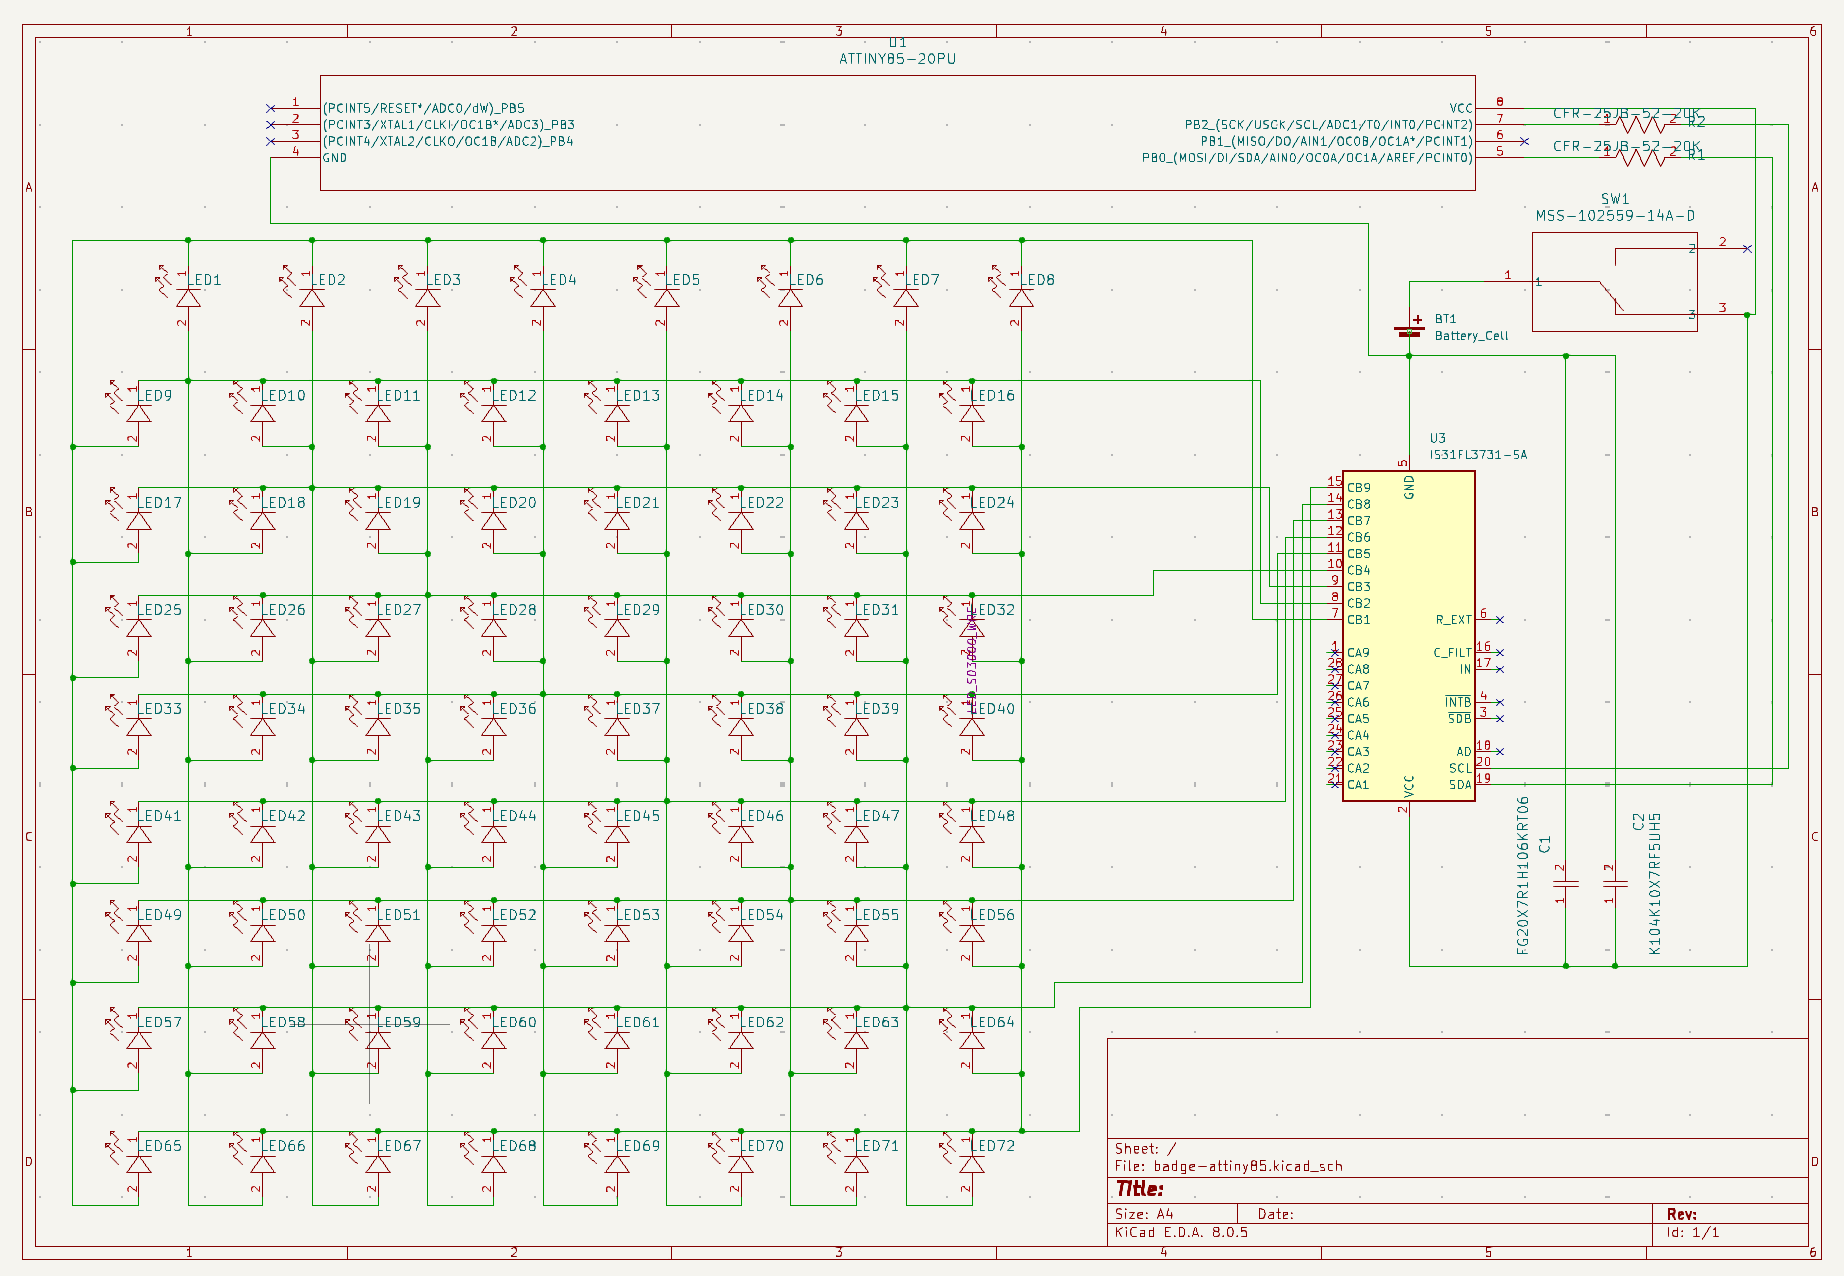 1 2 3 4 5 6
U1
ATTINY85-20PU
1 (PCINT5/RESET*/ADC0/dW)_PB5
2 (PCINT3/XTAL1/CLKI/OC1B*/ADC3)_PB3
3 (PCINT4/XTAL2/CLKO/OC1B/ADC2)_PB4
4 GND
VCC 8
PB2_(SCK/USCK/SCL/ADC1/T0/INT0/PCINT2) 7
PB1_(MISO/DO/AIN1/OC0B/OC1A*/PCINT1) 6
PB0_(MOSI/DI/SDA/AIN0/OC0A/OC1A/AREF/PCINT0) 5
CFR-25JB-52-20K
1 2 R2
CFR-25JB-52-20K
1 2 R1
A A
SW1
MSS-102559-14A-D
2 2
1 1
3 3
BT1
+
Battery_Cell
LED1 LED2 LED3 LED4 LED5 LED6 LED7 LED8
LED9 LED10 LED11 LED12 LED13 LED14 LED15 LED16
LED17 LED18 LED19 LED20 LED21 LED22 LED23 LED24
LED25 LED26 LED27 LED28 LED29 LED30 LED31 LED32
LED33 LED34 LED35 LED36 LED37 LED38 LED39 LED40
LED41 LED42 LED43 LED44 LED45 LED46 LED47 LED48
LED49 LED50 LED51 LED52 LED53 LED54 LED55 LED56
LED57 LED58 LED59 LED60 LED61 LED62 LED63 LED64
LED65 LED66 LED67 LED68 LED69 LED70 LED71 LED72
U3
IS31FL3731-SA
5
GND
15 CB9
14 CB8
13 CB7
12 CB6
11 CB5
10 CB4
9 CB3
8 CB2
7 CB1
1 CA9
28 CA8
27 CA7
26 CA6
25 CA5
24 CA4
23 CA3
22 CA2
21 CA1
R_EXT 6
C_FILT 16
IN 17
INTB 4
SDB 3
AD 18
SCL 20
SDA 19
VCC
2
FG20X7R1H106KRT06
C1
2
1
C2
K104K10X7RF5UH5
2
1
B B
C C
D D
Sheet: /
File: badge-attiny85.kicad_sch
Title:
Size: A4 Date: Rev:
KiCad E.D.A. 8.0.5 Id: 1/1
1 2 3 4 5 6